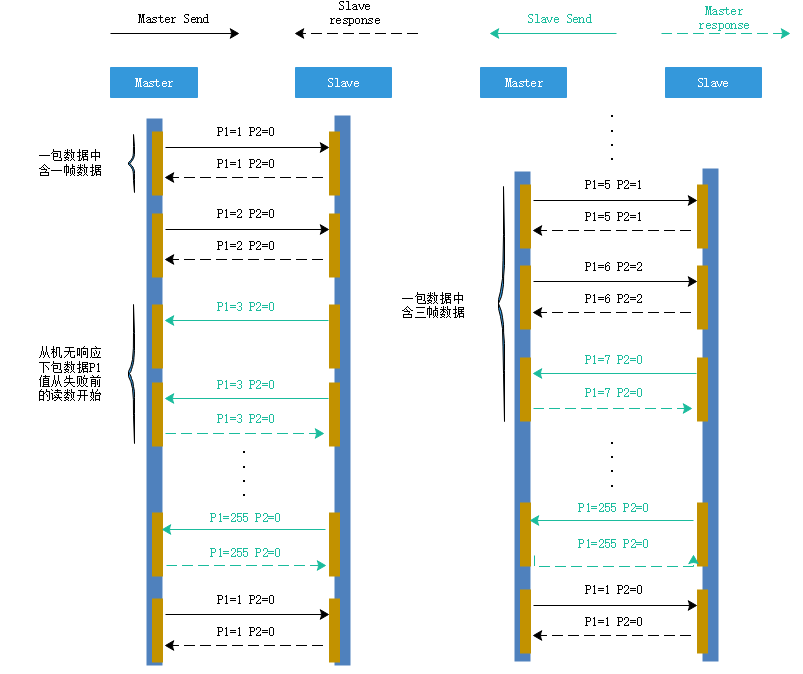 Master Send
Slave
response
Slave Send
Master
response
Master
Slave
Master
Slave
一包数据中
含一帧数据
P1=1 P2=0
P1=1 P2=0
P1=2 P2=0
P1=2 P2=0
从机无响应
下包数据P1
值从失败前
的读数开始
P1=3 P2=0
P1=3 P2=0
P1=3 P2=0
P1=255 P2=0
P1=255 P2=0
P1=1 P2=0
P1=1 P2=0
一包数据中
含三帧数据
P1=5 P2=1
P1=5 P2=1
P1=6 P2=2
P1=6 P2=2
P1=7 P2=0
P1=7 P2=0
P1=255 P2=0
P1=255 P2=0
P1=1 P2=0
P1=1 P2=0